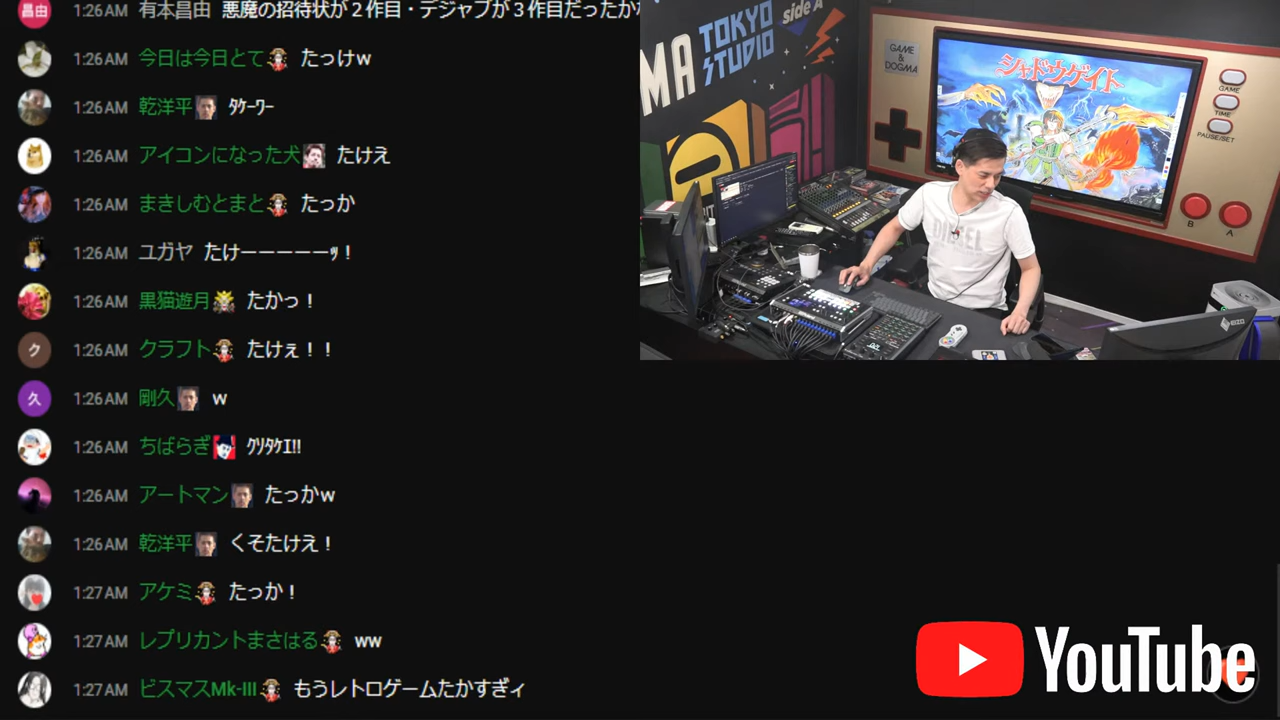 昌由 1:26AM 有本昌由 悪魔の招待状が２作目・デジャブが３作目だったか
1:26AM 今日は今日とて たっけw
1:26AM 乾洋平 ﾀｹｰﾜｰ
1:26AM アイコンになった犬 たけえ
1:26AM まきしむとまと たっか
1:26AM ユガヤ たけーーーーーｯ！
1:26AM 黒猫遊月 たかっ！
ク 1:26AM クラフト たけぇ！！
久 1:26AM 剛久 w
1:26AM ちばらぎ ｸｿﾀｹｴ!!
1:26AM アートマン たっかw
1:26AM 乾洋平 くそたけえ！
1:27AM アケミ たっか！
1:27AM レプリカントまさはる ww
1:27AM ビスマスMk-III もうレトロゲームたかすぎィ
MA
TOKYO
STUDIO
side A
GAME
&
DOGMA
シャドウゲイト
GAME
TIME
PAUSE/SET
B
A
DIESEL
EIZO
YouTube